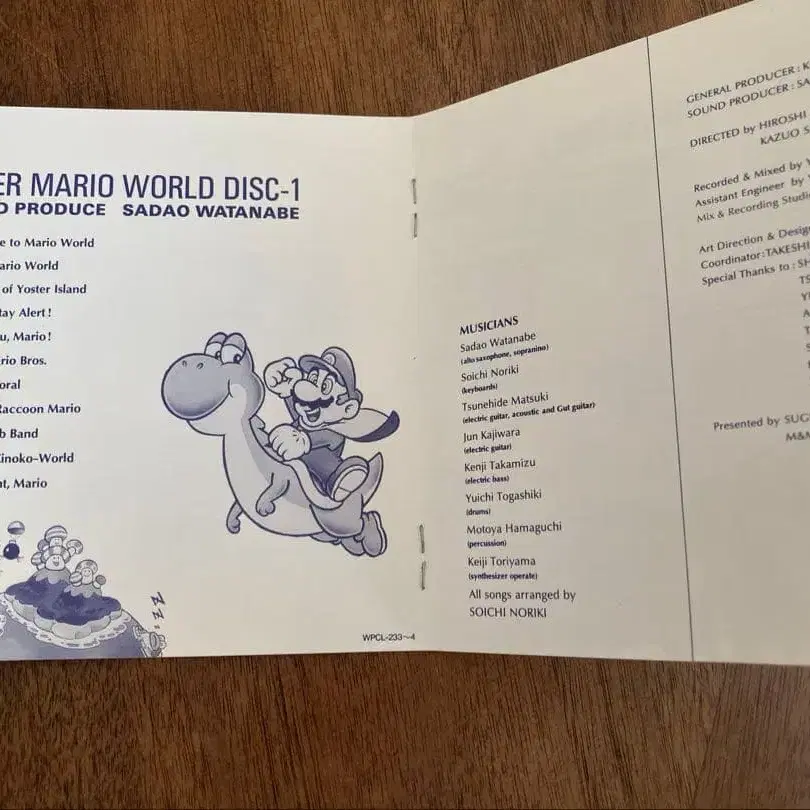 ER MARIO WORLD DISC-1
D PRODUCE SADAO WATANABE
e to Mario World
ario World
of Yoster Island
tay Alert!
u, Mario!
rio Bros.
oral
Raccoon Mario
b Band
Kinoko-World
nt, Mario
zzz
WPCL-233~4
MUSICIANS
Sadao Watanabe
(alto saxophone, sopranino)
Soichi Noriki
(keyboards)
Tsunehide Matsuki
(electric guitar, acoustic and Gut guitar)
Jun Kajiwara
(electric guitar)
Kenji Takamizu
(electric bass)
Yuichi Togashiki
(drums)
Motoya Hamaguchi
(percussion)
Keiji Toriyama
(synthesizer operate)
All songs arranged by
SOICHI NORIKI
GENERAL PRODUCER : K
SOUND PRODUCER : SA
DIRECTED by HIROSHI
KAZUO S
Recorded & Mixed by Y
Assistant Engineer by Y
Mix & Recording Studi
Art Direction & Desig
Coordinator : TAKESHI
Special Thanks to : SH
TS
Y
A
T
S
Presented by SUG
M&M